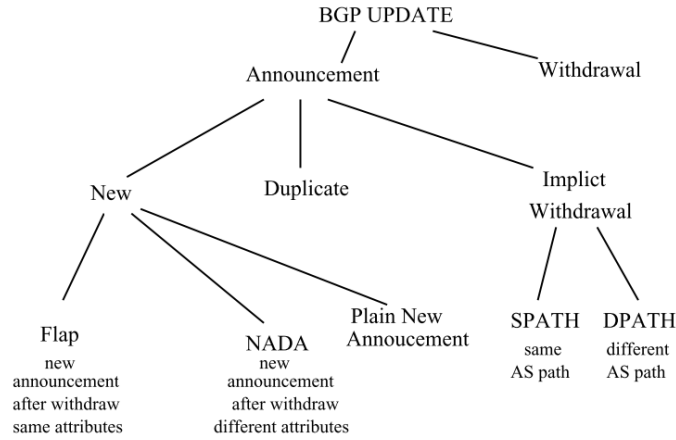 BGP UPDATE
Announcement
Withdrawal
New
Duplicate
Implict
Withdrawal
Flap
new
announcement
after withdraw
same attributes
NADA
new
announcement
after withdraw
different attributes
Plain New
Annoucement
SPATH
same
AS path
DPATH
different
AS path